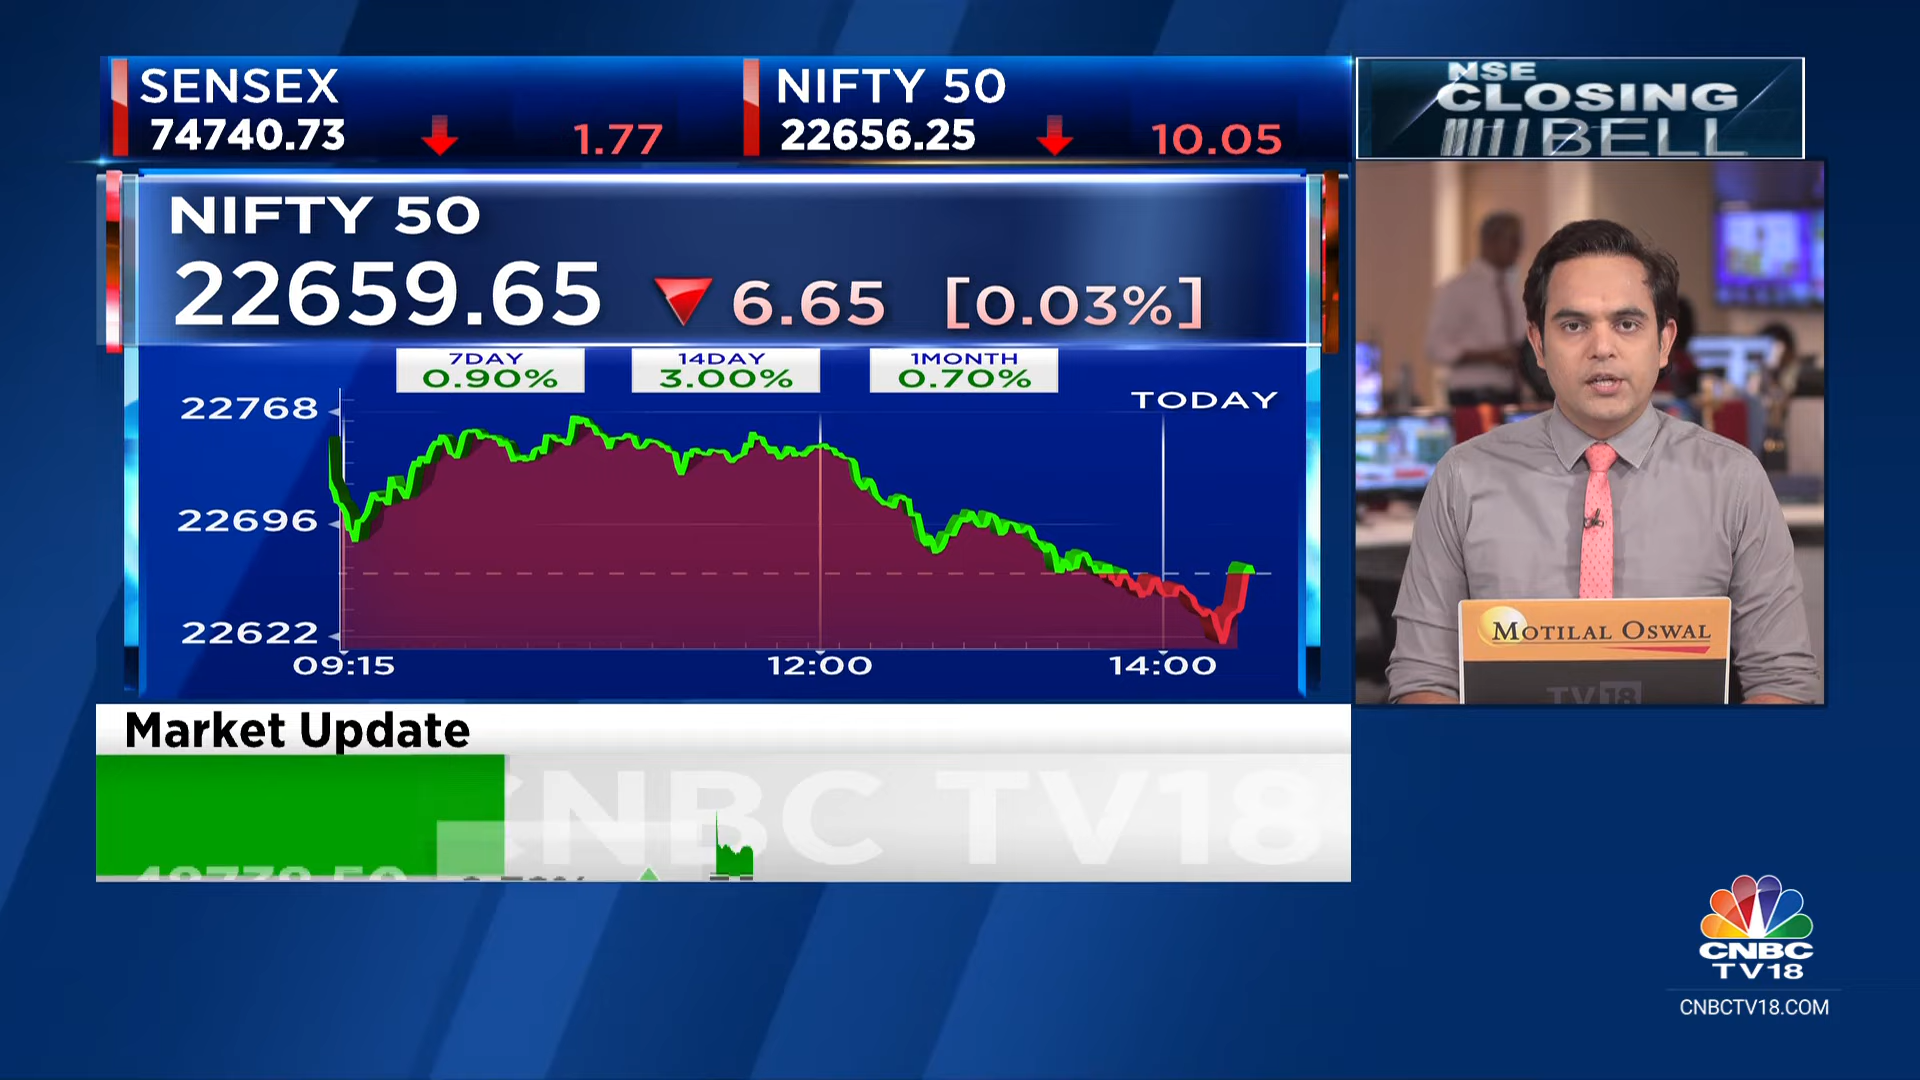 SENSEX
74740.73 1.77
NIFTY 50
22656.25 10.05
NSE
CLOSING
BELL
NIFTY 50
22659.65 6.65 [0.03%]
7DAY
0.90%
14DAY
3.00%
1MONTH
0.70%
TODAY
22768
22696
22622
09:15 12:00 14:00
MOTILAL OSWAL
TV18
Market Update
CNBC TV18
CNBC
TV18
CNBCTV18.COM